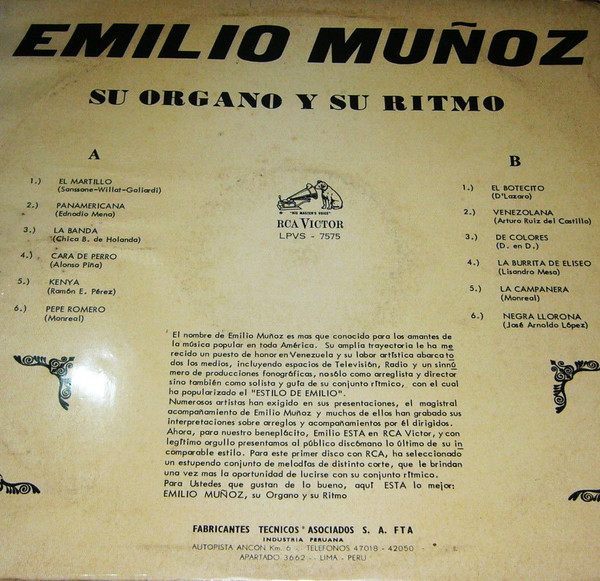 EMILIO MUÑOZ
SU ORGANO Y SU RITMO
A
1.) EL MARTILLO
(Sanssone-Willat-Galiardi)
2.) PANAMERICANA
(Ednodio Mena)
3.) LA BANDA
(Chica B. de Holanda)
4.) CARA DE PERRO
(Alonso Piña)
5.) KENYA
(Ramón E. Pérez)
6.) PEPE ROMERO
(Monreal)
"HIS MASTER'S VOICE"
RCA VICTOR
LPVS - 7575
B
1.) EL BOTECITO
(D'Lazaro)
2.) VENEZOLANA
(Arturo Ruiz del Castillo)
3.) DE COLORES
(D. en D.)
4.) LA BURRITA DE ELISEO
(Lisandro Mesa)
5.) LA CAMPANERA
(Monreal)
6.) NEGRA LLORONA
(José Arnoldo López)
El nombre de Emilio Muñoz es mas que conocido para los amantes de
la música popular en toda América. Su amplia trayectoria le ha me
recido un puesto de honor en Venezuela y su labor artística abarca to
dos los medios, incluyendo espacios de Televisión, Radio y un sinnú
mero de producciones fonográficas, no sólo como arreglista y director
sino también como solista y guía de su conjunto rítmico, con el cual
ha popularizado el "ESTILO DE EMILIO".
Numerosos artistas han exigido en sus presentaciones, el magistral
acompañamiento de Emilio Muñoz y muchos de ellos han grabado sus
interpretaciones sobre arreglos y acompañamientos por él dirigidos.
Ahora, para nuestro beneplácito, Emilio ESTA en RCA Victor, y con
legítimo orgullo presentamos al público discómano lo último de su in
comparable estilo. Para este primer disco con RCA, ha seleccionado
un estupendo conjunto de melodías de distinto corte, que le brindan
una vez mas la oportunidad de lucirse con su conjunto rítmico.
Para Ustedes que gustan de lo bueno, aquí ESTA lo mejor:
EMILIO MUÑOZ, su Organo y su Ritmo
FABRICANTES TECNICOS ASOCIADOS S. A. FTA
INDUSTRIA PERUANA
AUTOPISTA ANCON Km. 6 - TELEFONOS 47018 - 42050
APARTADO 3662 - LIMA - PERU